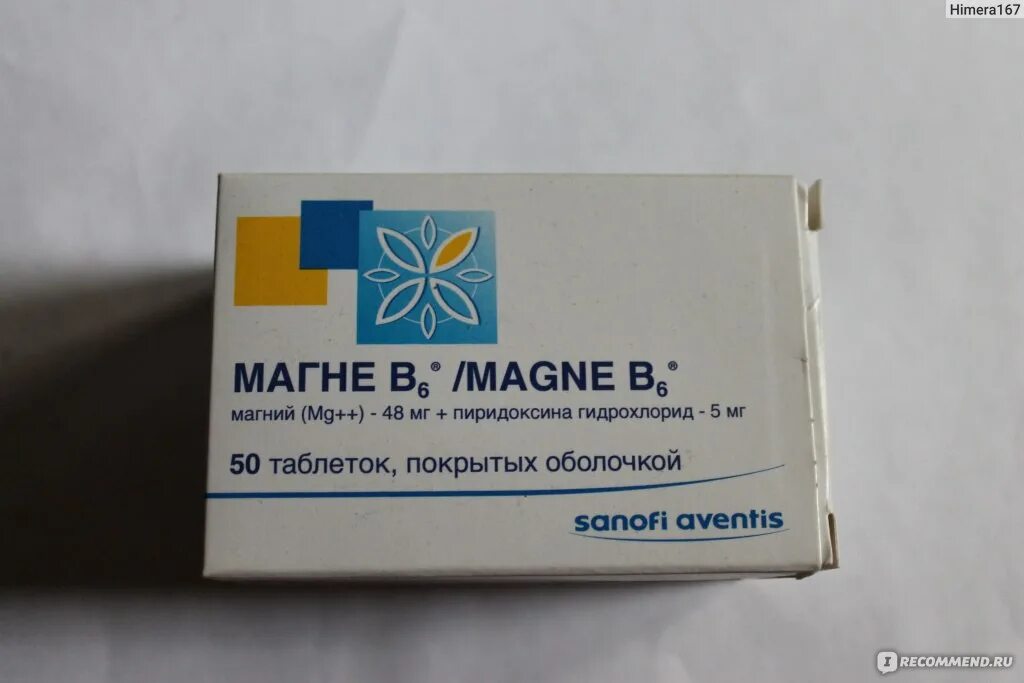 Himera167
МАГНЕ B₆® /MAGNE B₆®
магний (Mg++) - 48 мг + пиридоксина гидрохлорид - 5 мг
50 таблеток, покрытых оболочкой
sanofi aventis
IRECOMMEND.RU